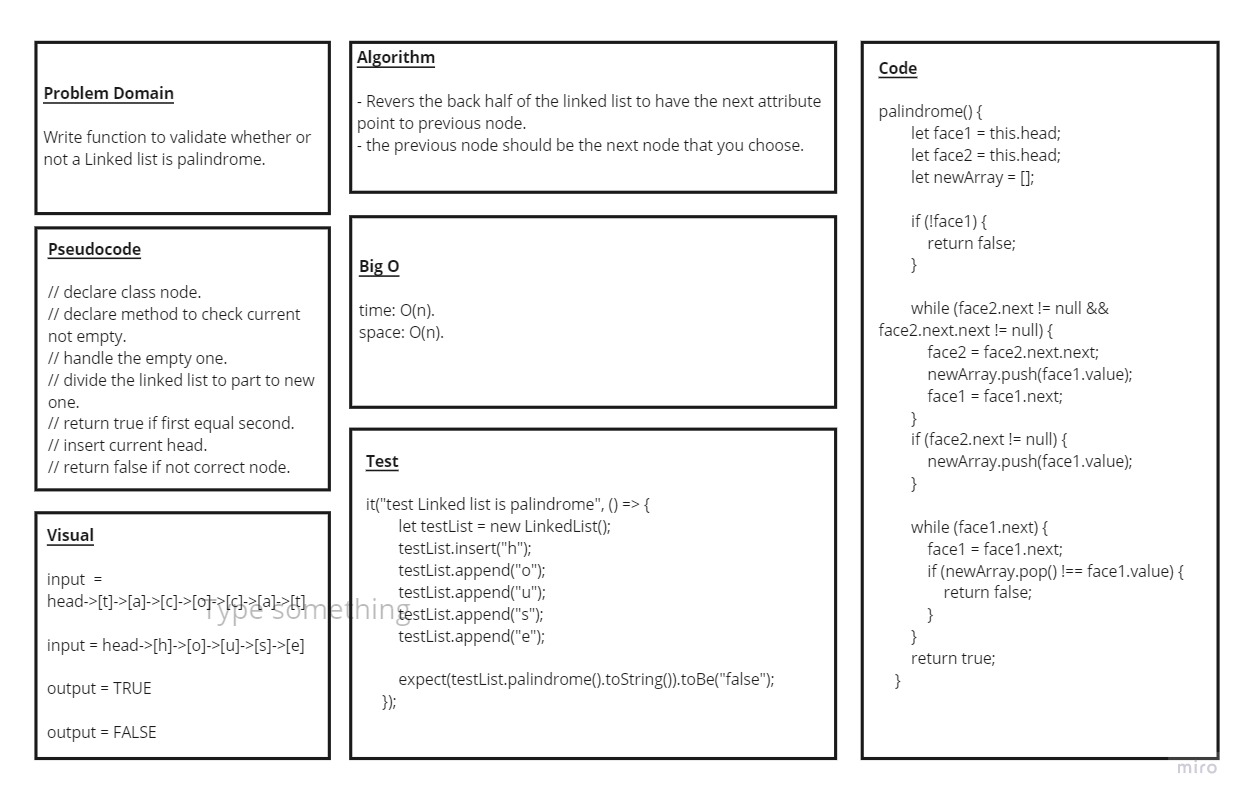 Problem Domain
Write function to validate whether or
not a Linked list is palindrome.
Pseudocode
// declare class node.
// declare method to check current
not empty.
// handle the empty one.
// divide the linked list to part to new
one.
// return true if first equal second.
// insert current head.
// return false if not correct node.
Visual
input  =
head->[t]->[a]->[c]->[o]->[c]->[a]->[t]
Type something
input = head->[h]->[o]->[u]->[s]->[e]
output = TRUE
output = FALSE
Algorithm
- Revers the back half of the linked list to have the next attribute
point to previous node.
- the previous node should be the next node that you choose.
Big O
time: O(n).
space: O(n).
Test
it("test Linked list is palindrome", () => {
let testList = new LinkedList();
testList.insert("h");
testList.append("o");
testList.append("u");
testList.append("s");
testList.append("e");
expect(testList.palindrome().toString()).toBe("false");
});
Code
palindrome() {
let face1 = this.head;
let face2 = this.head;
let newArray = [];
if (!face1) {
return false;
}
while (face2.next != null &&
face2.next.next != null) {
face2 = face2.next.next;
newArray.push(face1.value);
face1 = face1.next;
}
if (face2.next != null) {
newArray.push(face1.value);
}
while (face1.next) {
face1 = face1.next;
if (newArray.pop() !== face1.value) {
return false;
}
}
return true;
}
miro